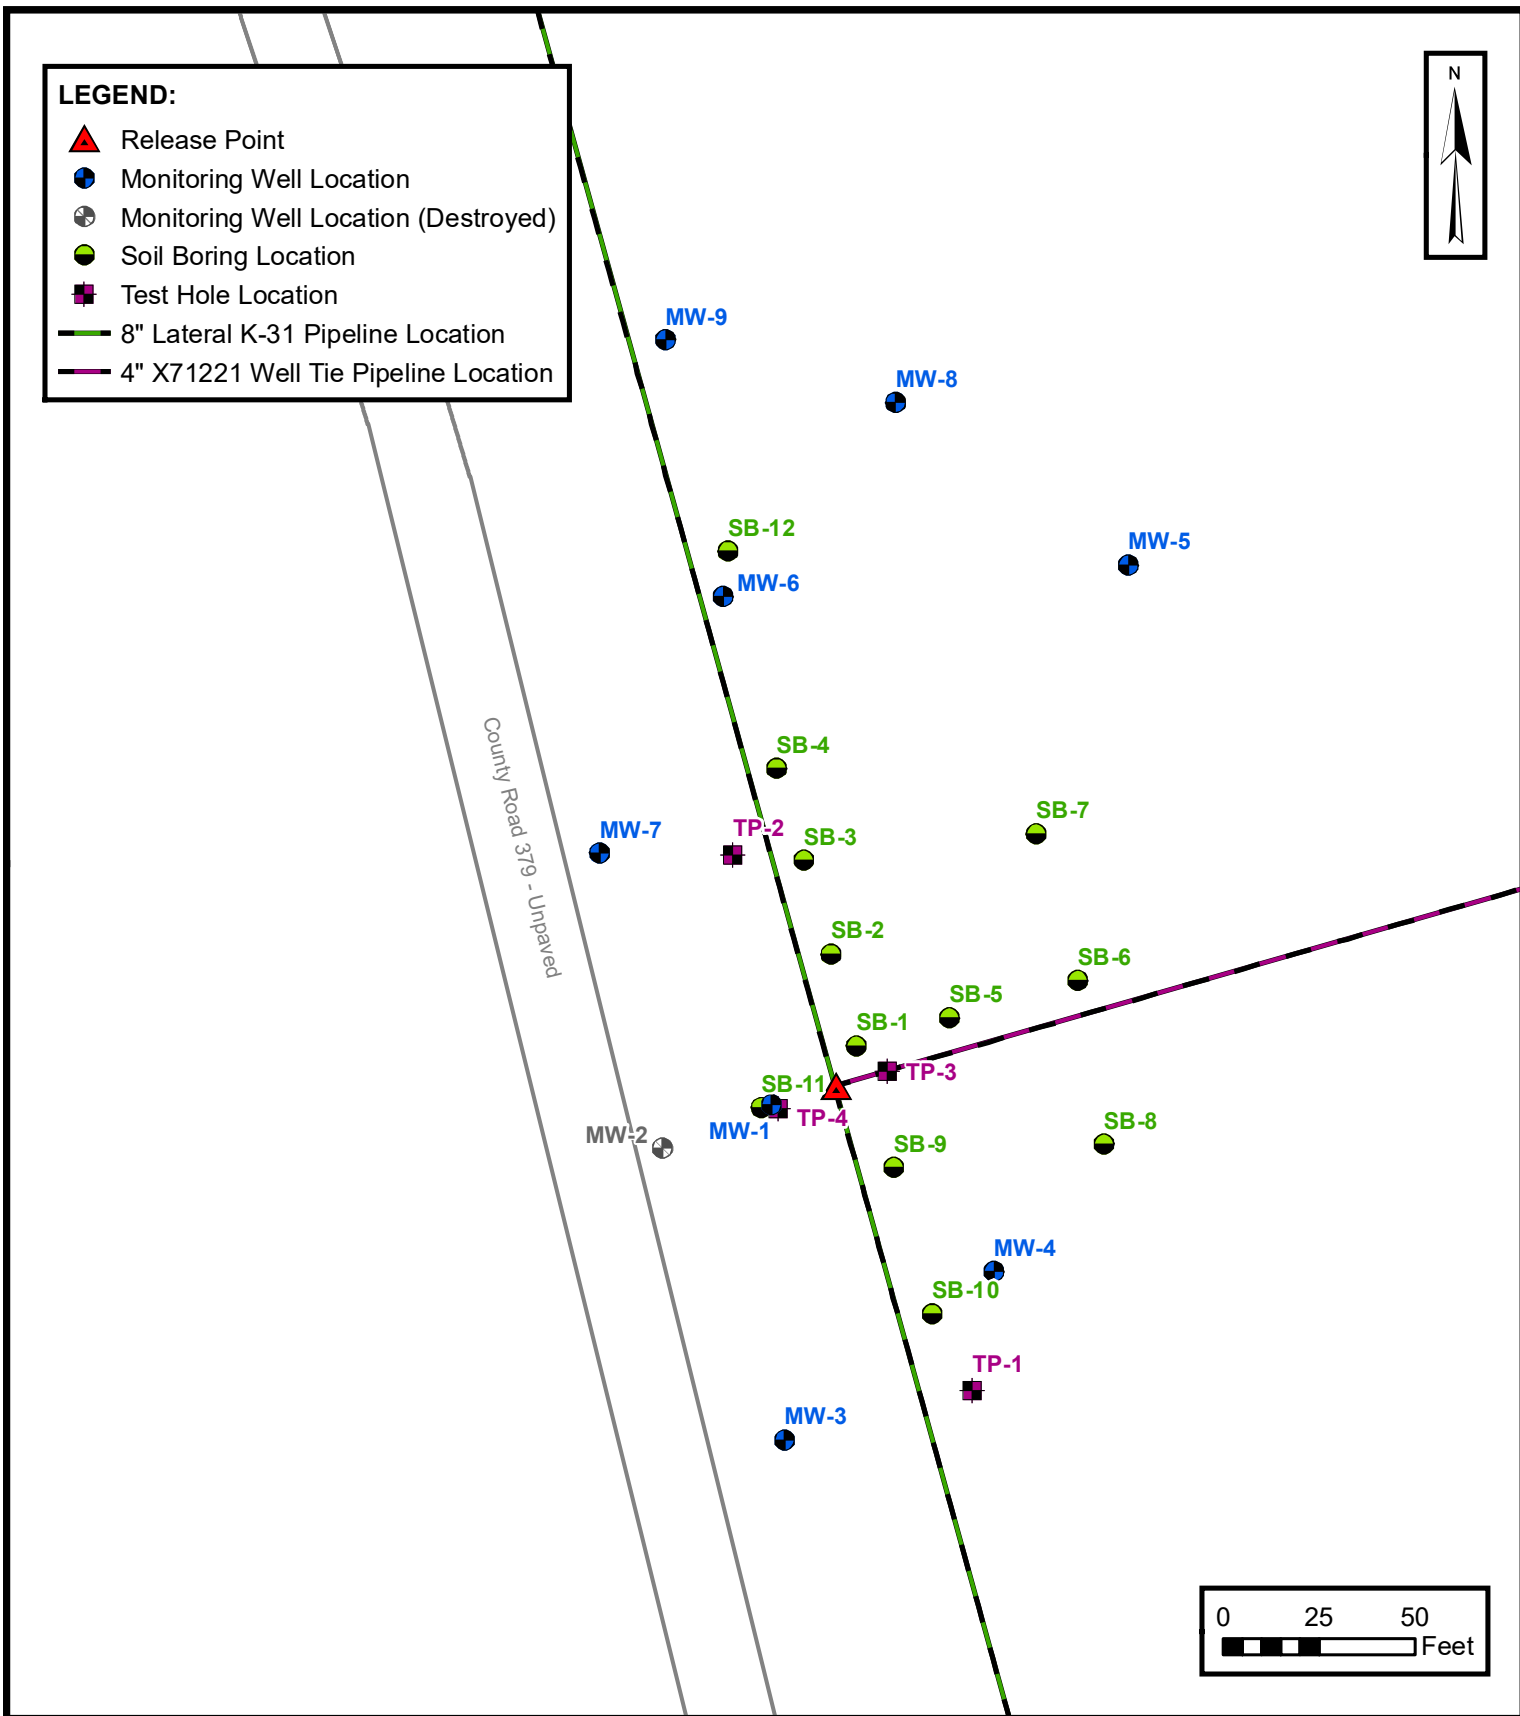 N
LEGEND:
Release Point
Monitoring Well Location
Monitoring Well Location (Destroyed)
Soil Boring Location
Test Hole Location
8" Lateral K-31 Pipeline Location
4" X71221 Well Tie Pipeline Location
MW-9
MW-8
SB-12
MW-5
MW-6
County Road 379 - Unpaved
SB-4
SB-7
TP-2
MW-7
SB-3
SB-2
SB-6
SB-5
SB-1
TP-3
SB-11
TP-4
SB-8
MW-1
MW-2
SB-9
MW-4
SB-10
TP-1
MW-3
0 25 50
Feet